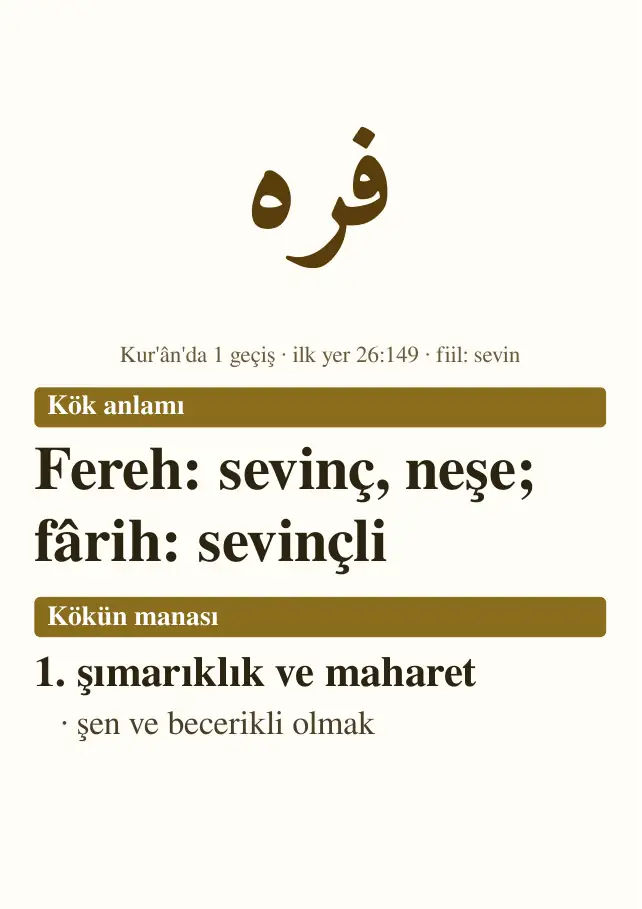 فره
Kur'ân'da 1 geçiş · ilk yer 26:149 · fiil: sevin
Kök anlamı
Fereh: sevinç, neşe;
fârih: sevinçli
Kökün manası
1. şımarıklık ve maharet
· şen ve becerikli olmak